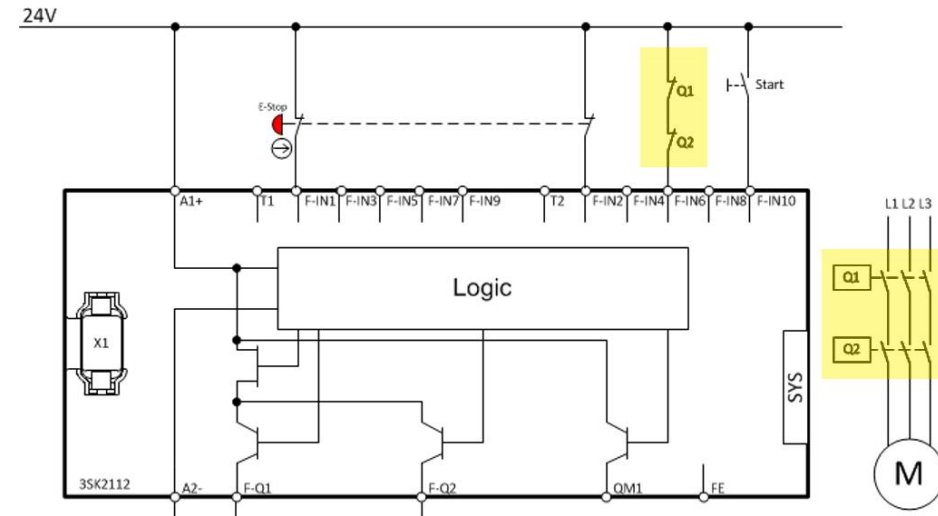 24V
Q1
Start
E-Stop
Q2
A1+ T1 F-IN1 F-IN3 F-IN5 F-IN7 F-IN9 T2 F-IN2 F-IN4 F-IN6 F-IN8 F-IN10
L1 L2 L3
Q1
Logic
X1
Q2
SYS
M
3SK2112 A2- F-Q1 F-Q2 QM1 FE